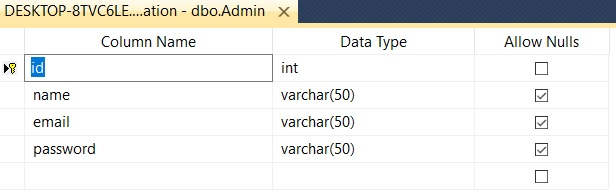 DESKTOP-8TVC6LE....ation - dbo.Admin
Column Name Data Type Allow Nulls
id int
name varchar(50)
email varchar(50)
password varchar(50)